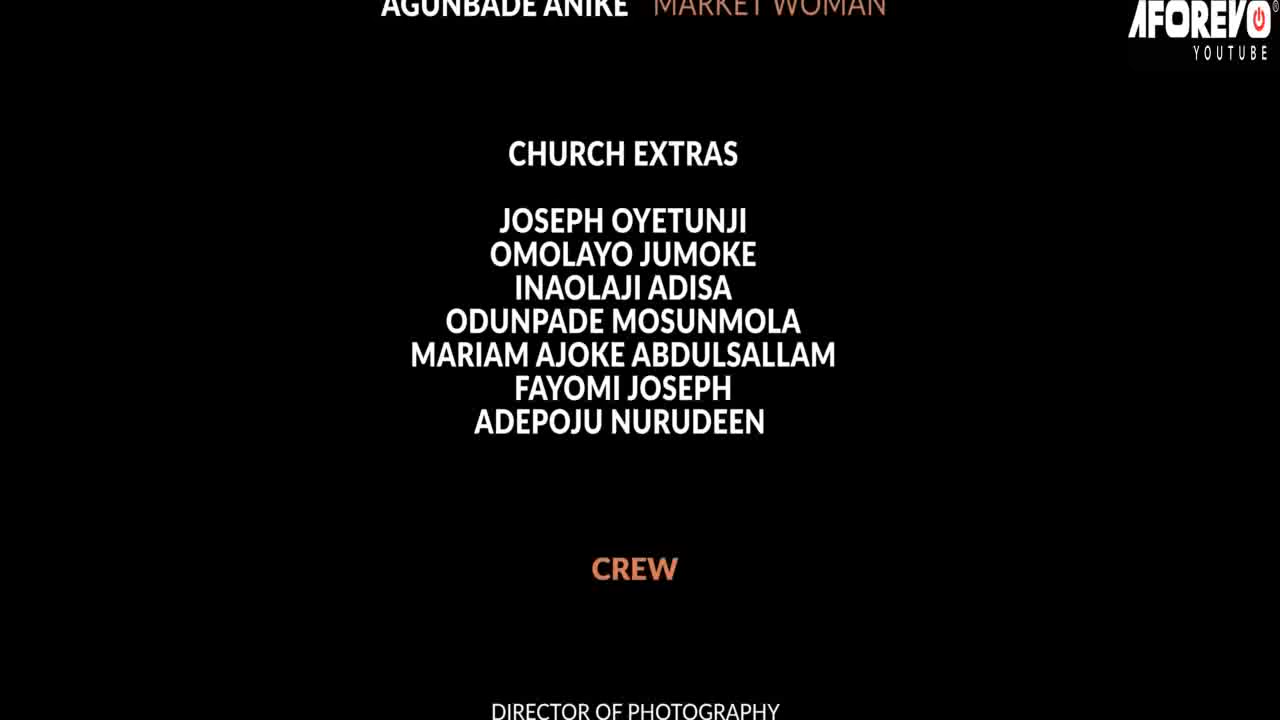 AGUNBADE ANIKE MARKET WOMAN
AFOREVO
YOUTUBE
CHURCH EXTRAS
JOSEPH OYETUNJI
OMOLAYO JUMOKE
INAOLAJI ADISA
ODUNPADE MOSUNMOLA
MARIAM AJOKE ABDULSALLAM
FAYOMI JOSEPH
ADEPOJU NURUDEEN
CREW
DIRECTOR OF PHOTOGRAPHY